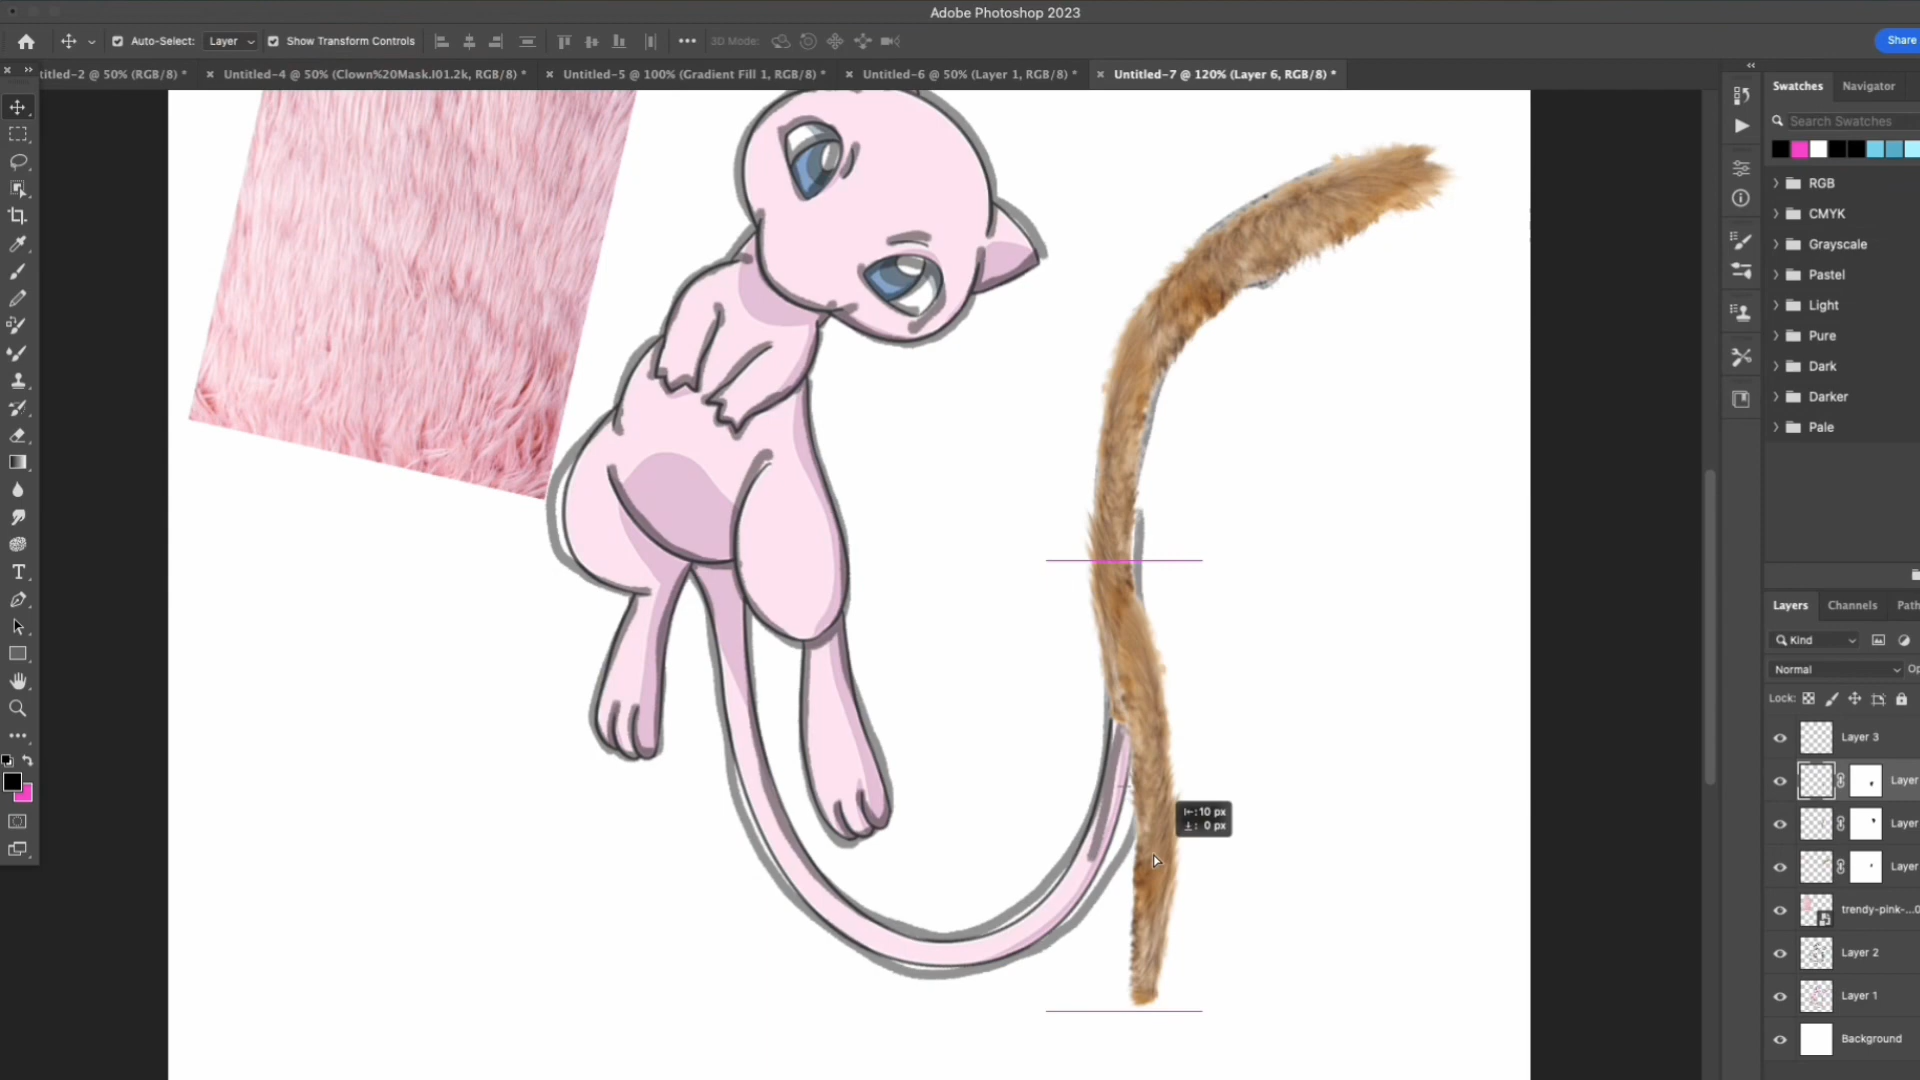 Adobe Photoshop 2023
Auto-Select: Layer Show Transform Controls 3D Mode: Share
titled-2 @ 50% (RGB/8) * Untitled-4 @ 50% (Clown%20Mask.I01.2k, RGB/8) * Untitled-5 @ 100% (Gradient Fill 1, RGB/8) * Untitled-6 @ 50% (Layer 1, RGB/8) * Untitled-7 @ 120% (Layer 6, RGB/8) *
Swatches Navigator
Search Swatches
RGB
CMYK
Grayscale
Pastel
Light
Pure
Dark
Darker
Pale
Layers Channels Path
Kind
Normal Op
Lock:
Layer 3
Layer
Layer
Layer
trendy-pink-...0
Layer 2
Layer 1
Background
10 px
: 0 px